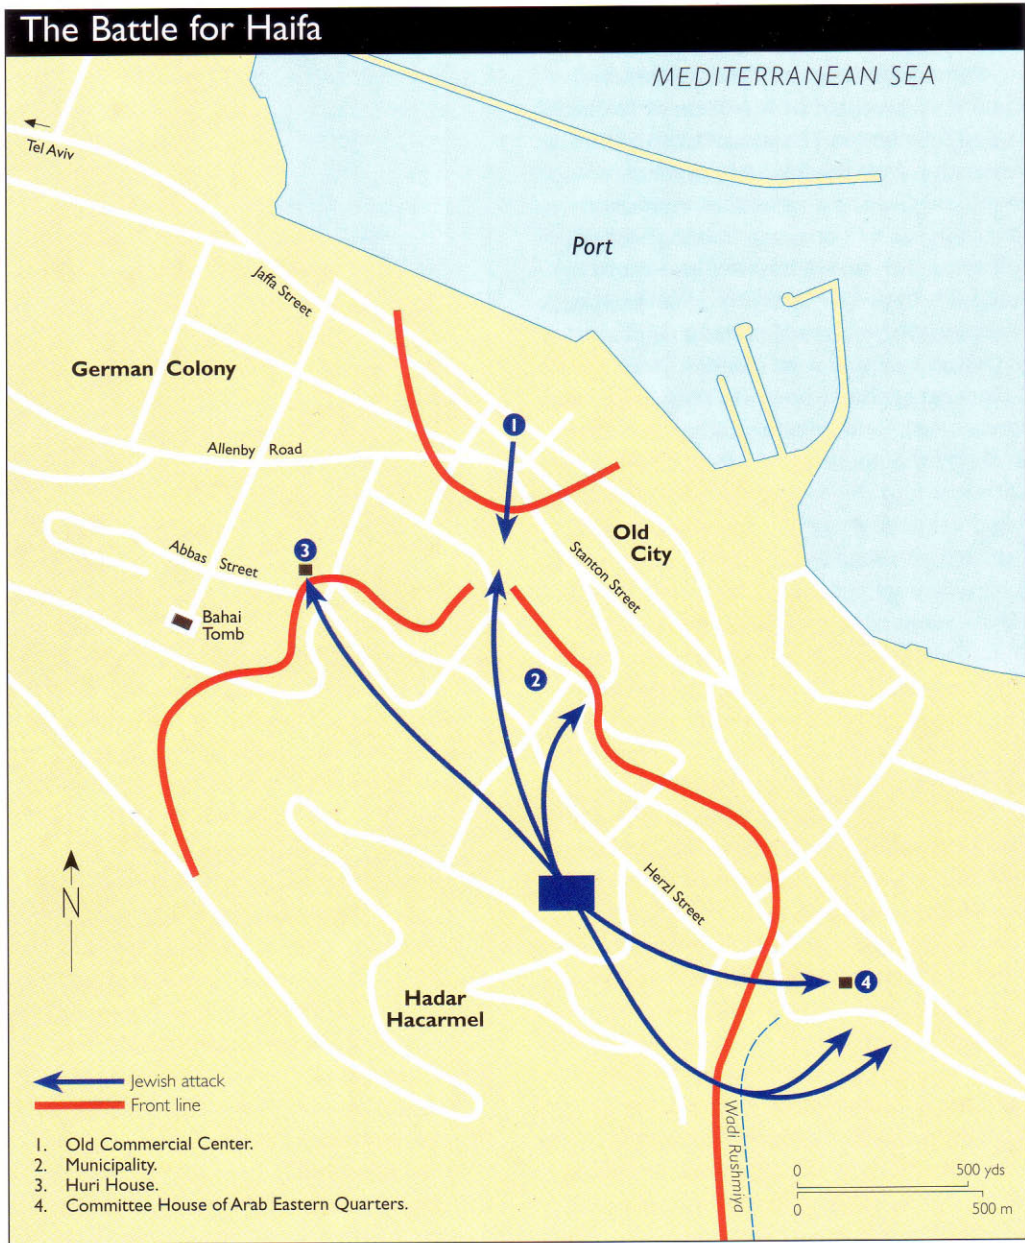 The Battle for Haifa
MEDITERRANEAN SEA
Tel Aviv
Port
Jaffa Street
German Colony
1
Allenby Road
Old
City
3
Abbas Street
Stanton Street
Bahai
Tomb
2
Herzl Street
N
4
Hadar
Hacarmel
Jewish attack
Front line
Wadi Rushmiya
1. Old Commercial Center.
2. Municipality.
3. Huri House.
4. Committee House of Arab Eastern Quarters.
0 500 yds
0 500 m